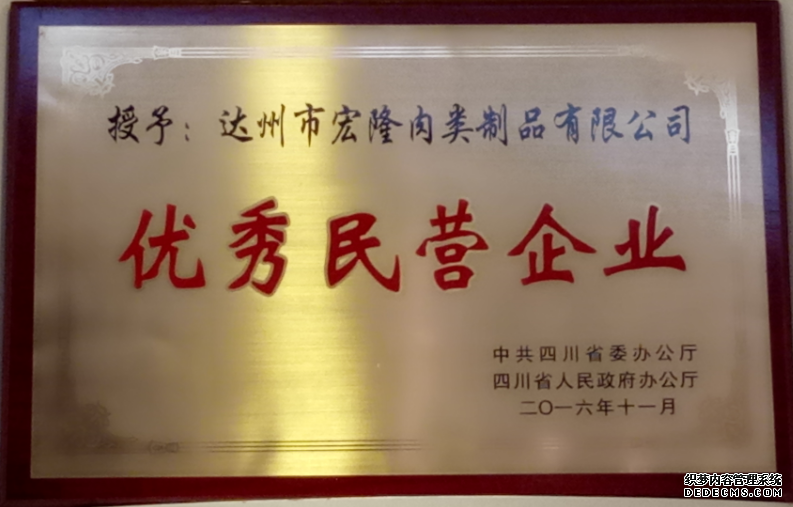 授予：达州市宏隆肉类制品有限公司
优秀民营企业
中共四川省委办公厅
四川省人民政府办公厅
二〇一六年十一月
织梦内容管理系统
DEDECMS.COM